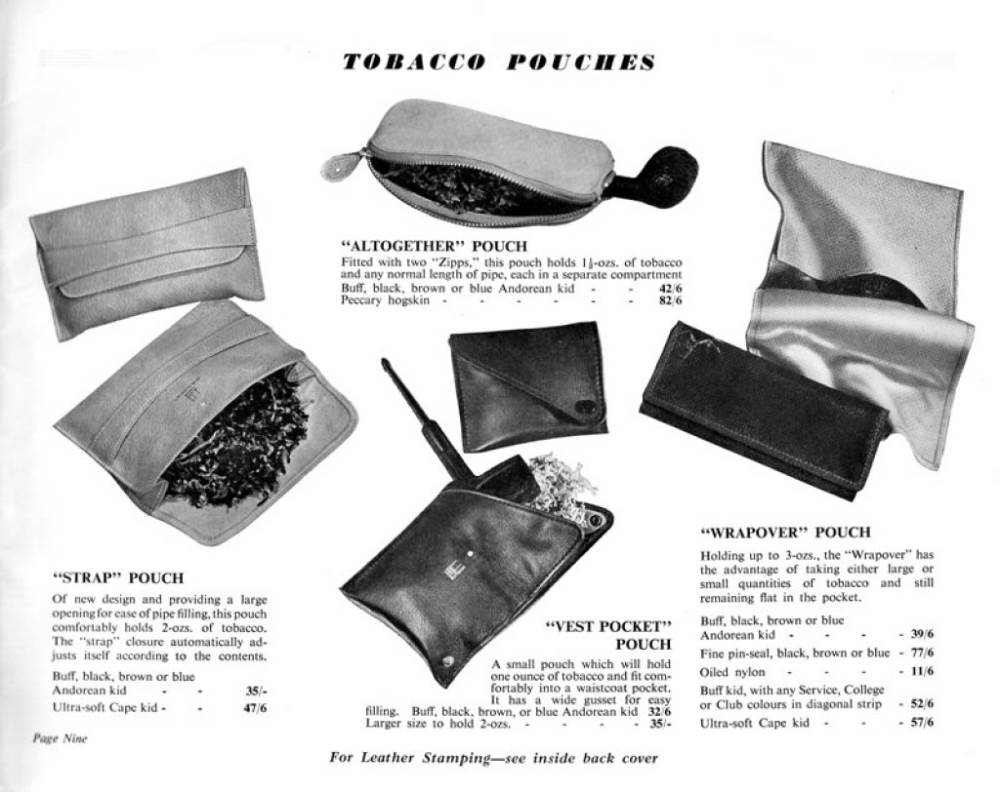 TOBACCO POUCHES
“ALTOGETHER” POUCH
Fitted with two “Zipps,” this pouch holds 1½-ozs. of tobacco
and any normal length of pipe, each in a separate compartment
Buff, black, brown or blue Andorean kid - - 42/6
Peccary hogskin - - - - - - 82/6
“STRAP” POUCH
Of new design and providing a large
opening for ease of pipe filling, this pouch
comfortably holds 2-ozs. of tobacco.
The “strap” closure automatically ad-
justs itself according to the contents.
Buff, black, brown or blue
Andorean kid - - 35/-
Ultra-soft Cape kid - - 47/6
“VEST POCKET”
POUCH
A small pouch which will hold
one ounce of tobacco and fit com-
fortably into a waistcoat pocket.
It has a wide gusset for easy
filling. Buff, black, brown, or blue Andorean kid 32/6
Larger size to hold 2-ozs. - - - - 35/-
“WRAPOVER” POUCH
Holding up to 3-ozs., the “Wrapover” has
the advantage of taking either large or
small quantities of tobacco and still
remaining flat in the pocket.
Buff, black, brown or blue
Andorean kid - - - - 39/6
Fine pin-seal, black, brown or blue - 77/6
Oiled nylon - - - - 11/6
Buff kid, with any Service, College
or Club colours in diagonal strip - 52/6
Ultra-soft Cape kid - - - 57/6
Page Nine
For Leather Stamping—see inside back cover